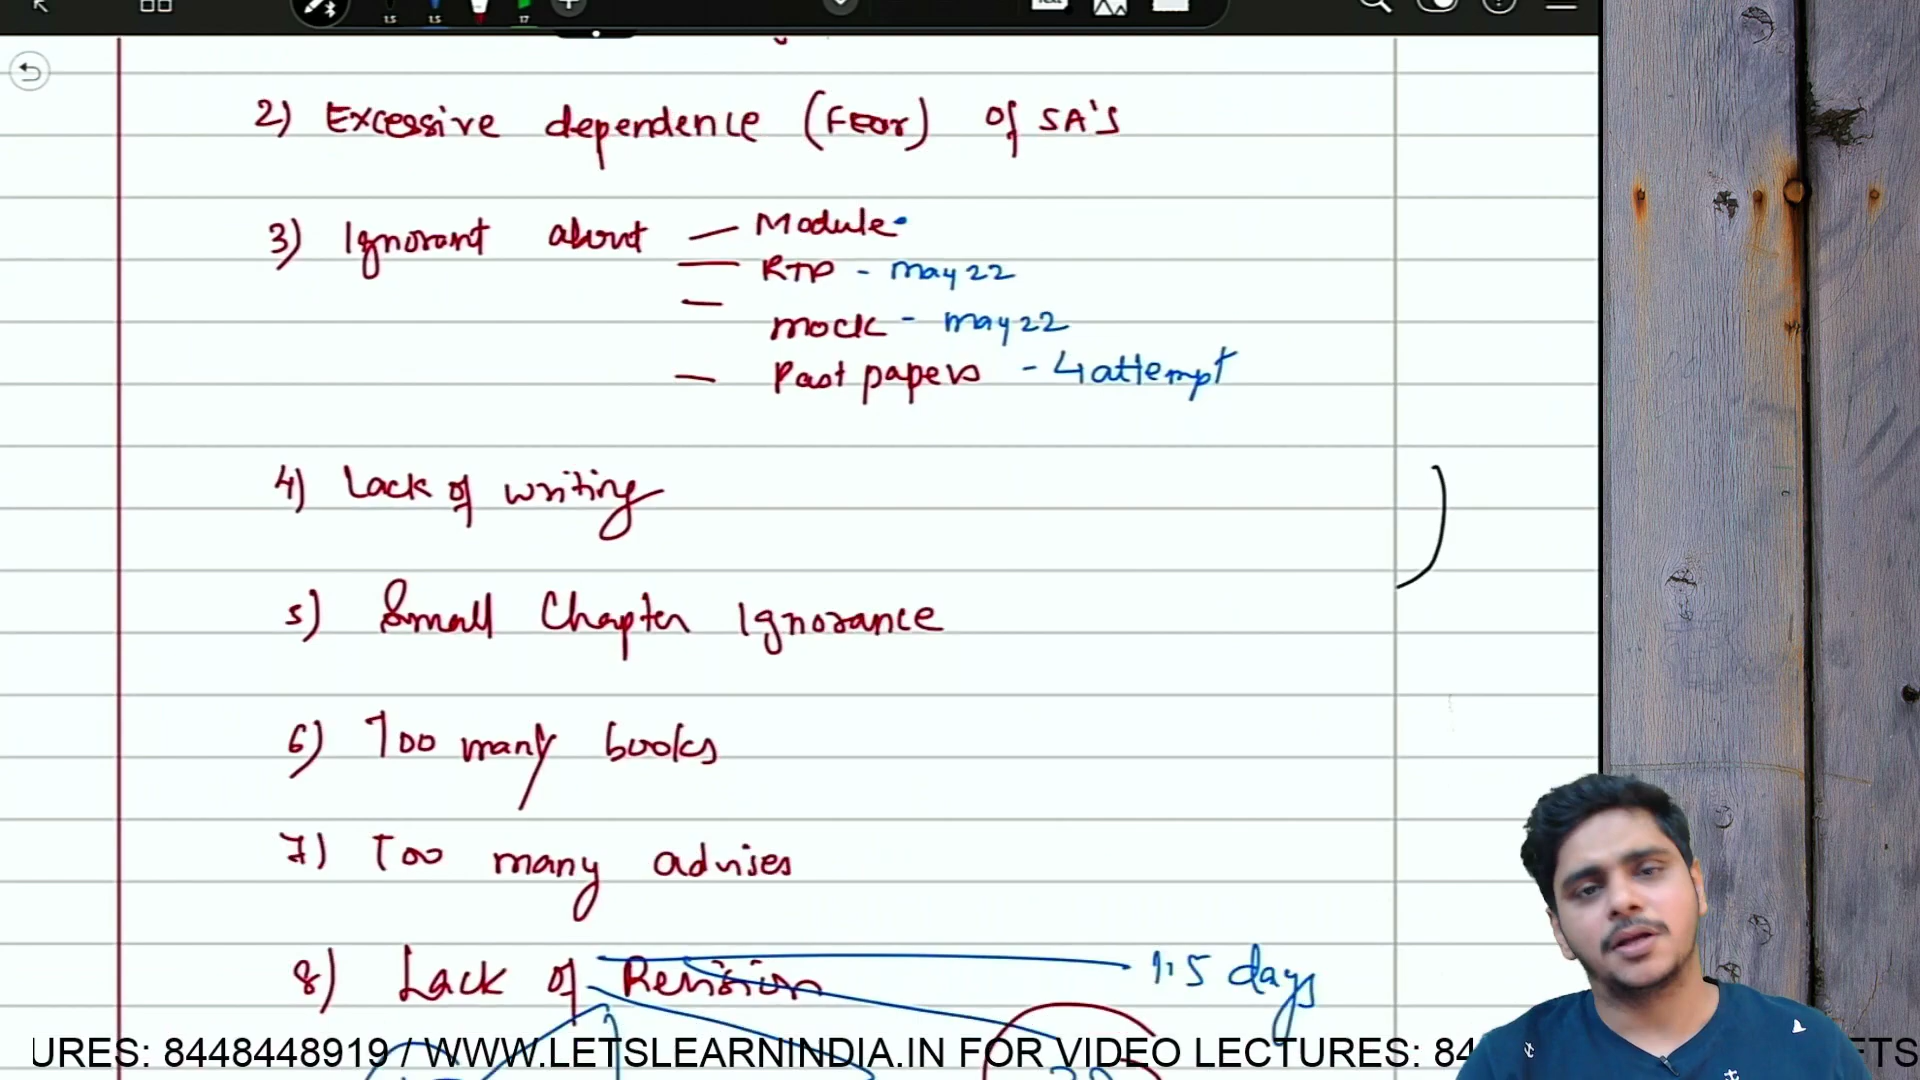 2) Excessive dependence (Fear) of SA'S
3) Ignorant about — Module
— RTP - may 22
— mock - may 22
— Past papers - 4 attempt
4) Lack of writing
5) Small Chapter Ignorance
6) Too many books
7) Too many advises
8) Lack of Revision 1.5 days
URES: 8448448919 / WWW.LETSLEARNINDIA.IN FOR VIDEO LECTURES: 84